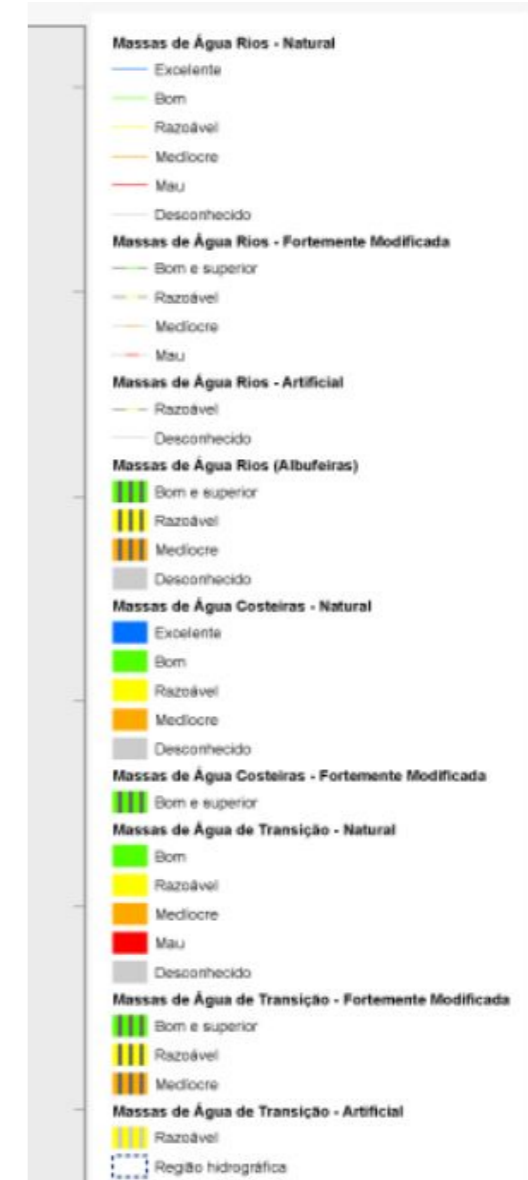 Massas de Água Rios - Natural
Excelente
Bom
Razoável
Medíocre
Mau
Desconhecido
Massas de Água Rios - Fortemente Modificada
Bom e superior
Razoável
Medíocre
Mau
Massas de Água Rios - Artificial
Razoável
Desconhecido
Massas de Água Rios (Albufeiras)
Bom e superior
Razoável
Medíocre
Desconhecido
Massas de Água Costeiras - Natural
Excelente
Bom
Razoável
Medíocre
Desconhecido
Massas de Água Costeiras - Fortemente Modificada
Bom e superior
Massas de Água de Transição - Natural
Bom
Razoável
Medíocre
Mau
Desconhecido
Massas de Água de Transição - Fortemente Modificada
Bom e superior
Razoável
Medíocre
Massas de Água de Transição - Artificial
Razoável
Região hidrográfica